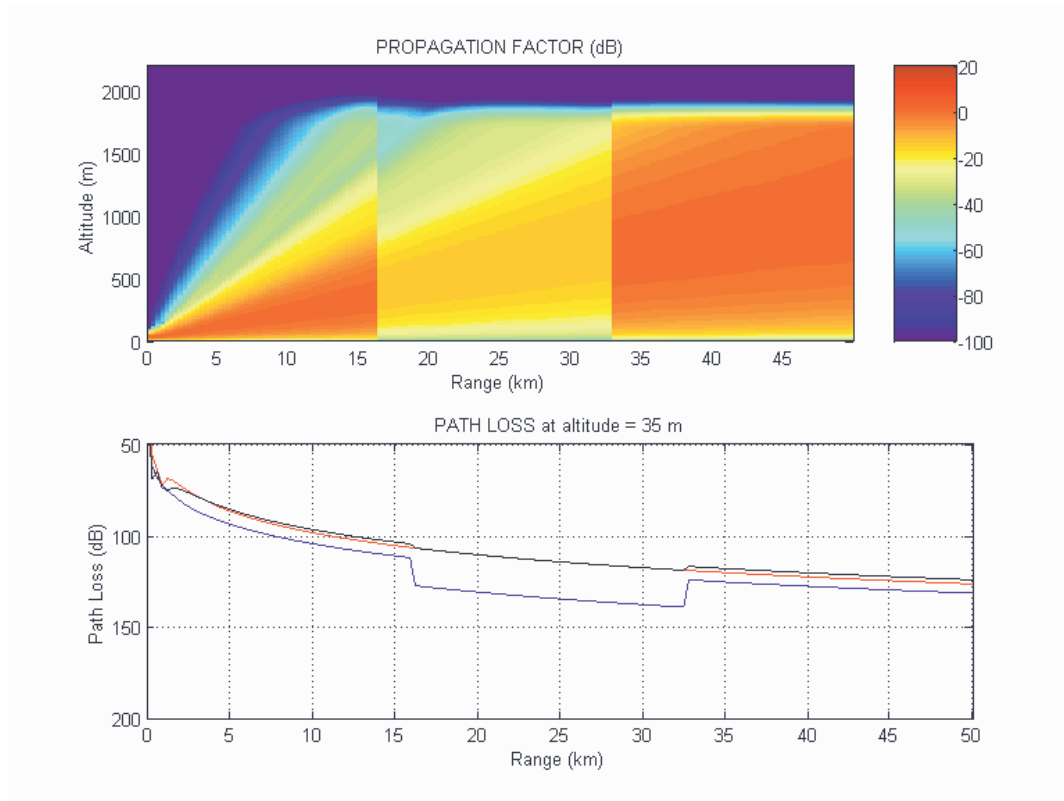 PROPAGATION FACTOR (dB)
Altitude (m)
2000
1500
1000
500
0
0 5 10 15 20 25 30 35 40 45
Range (km)
20
0
-20
-40
-60
-80
-100
PATH LOSS at altitude = 35 m
Path Loss (dB)
50
100
150
200
0 5 10 15 20 25 30 35 40 45 50
Range (km)